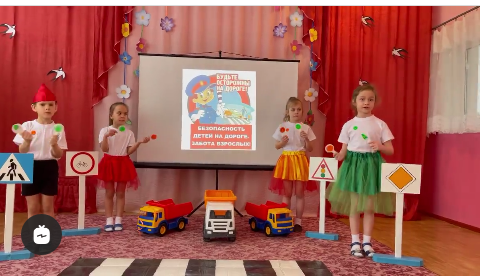 БУДЬТЕ
ОСТОРОЖНЫ
НА ДОРОГЕ!
БЕЗОПАСНОСТЬ
ДЕТЕЙ НА ДОРОГЕ-
ЗАБОТА ВЗРОСЛЫХ!